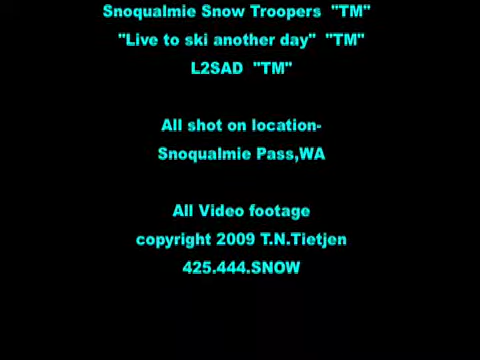 Snoqualmie Snow Troopers "TM"
"Live to ski another day" "TM"
L2SAD "TM"
All shot on location-
Snoqualmie Pass,WA
All Video footage
copyright 2009 T.N.Tietjen
425.444.SNOW